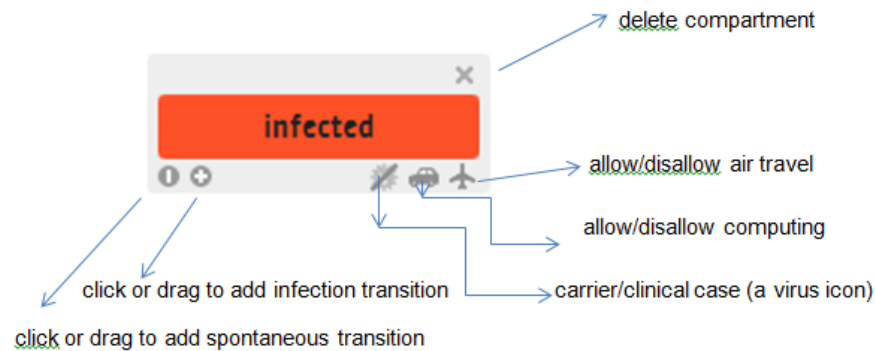 delete compartment
infected
allow/disallow air travel
allow/disallow computing
click or drag to add infection transition
carrier/clinical case (a virus icon)
click or drag to add spontaneous transition